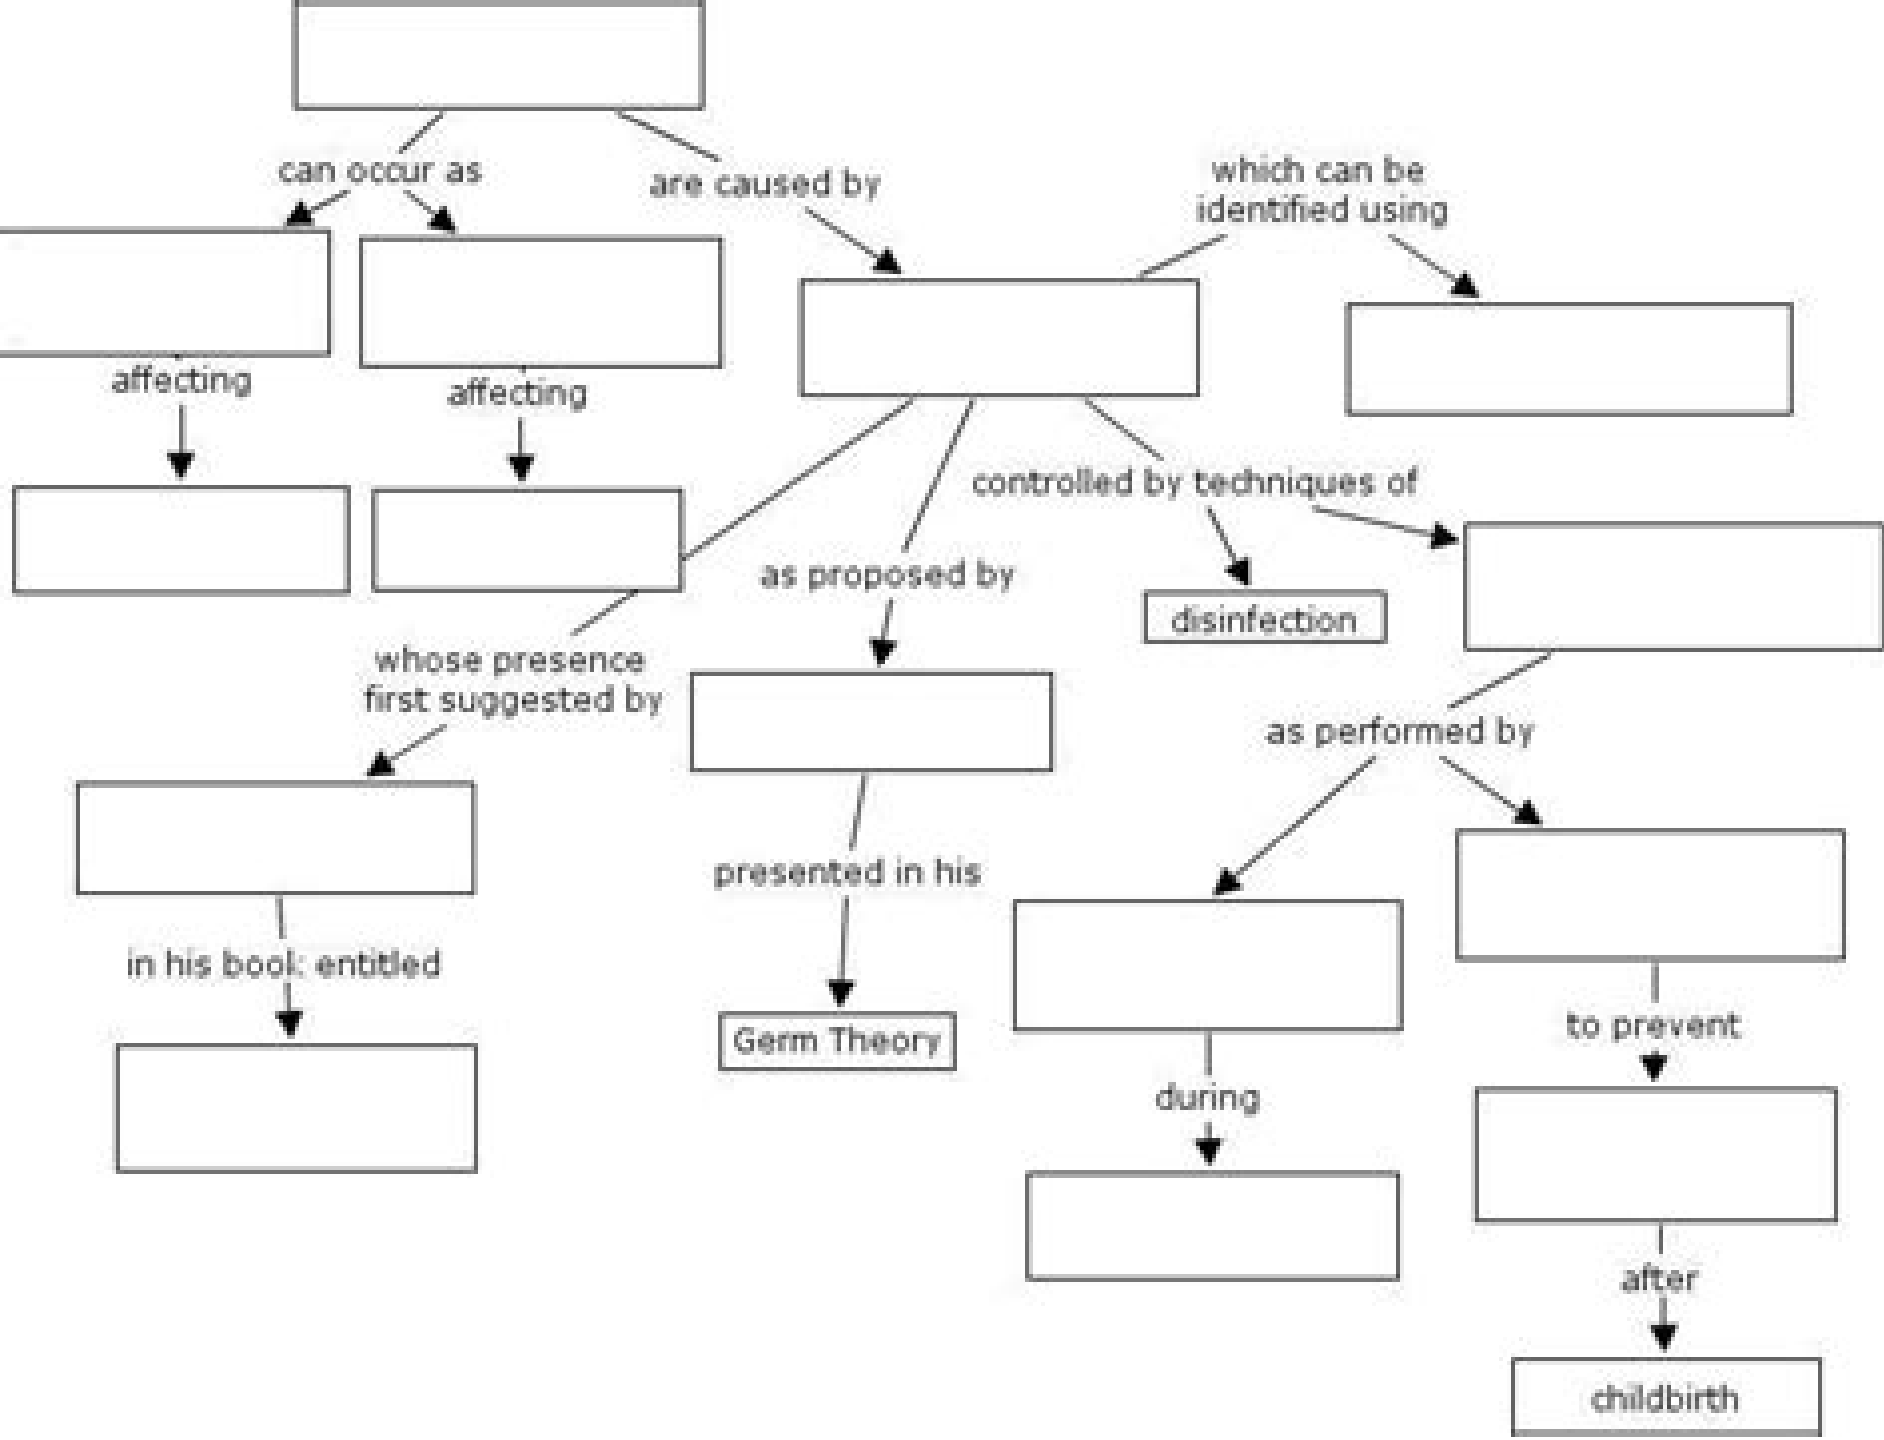 can occur as
are caused by
which can be
identified using
affecting
affecting
controlled by techniques of
as proposed by
disinfection
whose presence
first suggested by
as performed by
presented in his
in his book: entitled
to prevent
Germ Theory
during
after
childbirth